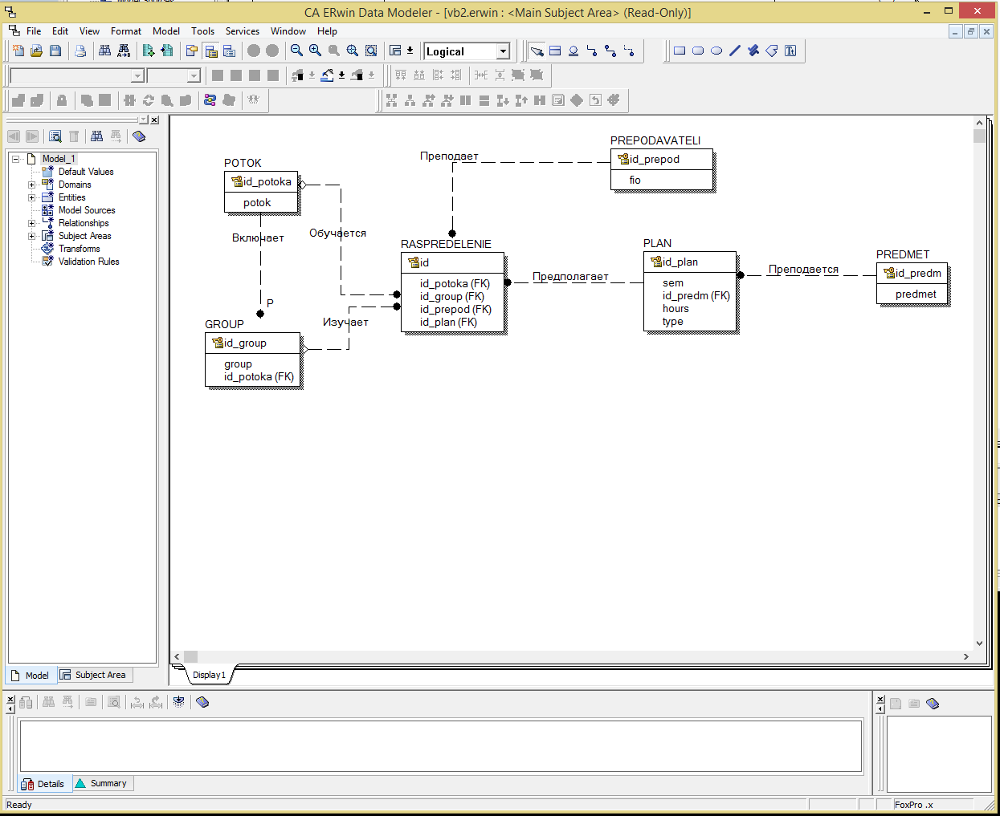 CA ERwin Data Modeler - [vb2.erwin : <Main Subject Area> (Read-Only)]
File Edit View Format Model Tools Services Window Help
Logical
Model_1
Default Values
Domains
Entities
Model Sources
Relationships
Subject Areas
Transforms
Validation Rules
Model
Subject Area
POTOK
id_potoka
potok
Включает
P
Обучается
GROUP
id_group
group
id_potoka (FK)
Изучает
Преподает
PREPODAVATELI
id_prepod
fio
RASPREDELENIE
id
id_potoka (FK)
id_group (FK)
id_prepod (FK)
id_plan (FK)
Предполагает
PLAN
id_plan
sem
id_predm (FK)
hours
type
Преподается
PREDMET
id_predm
predmet
Display1
Details
Summary
Ready
FoxPro .x